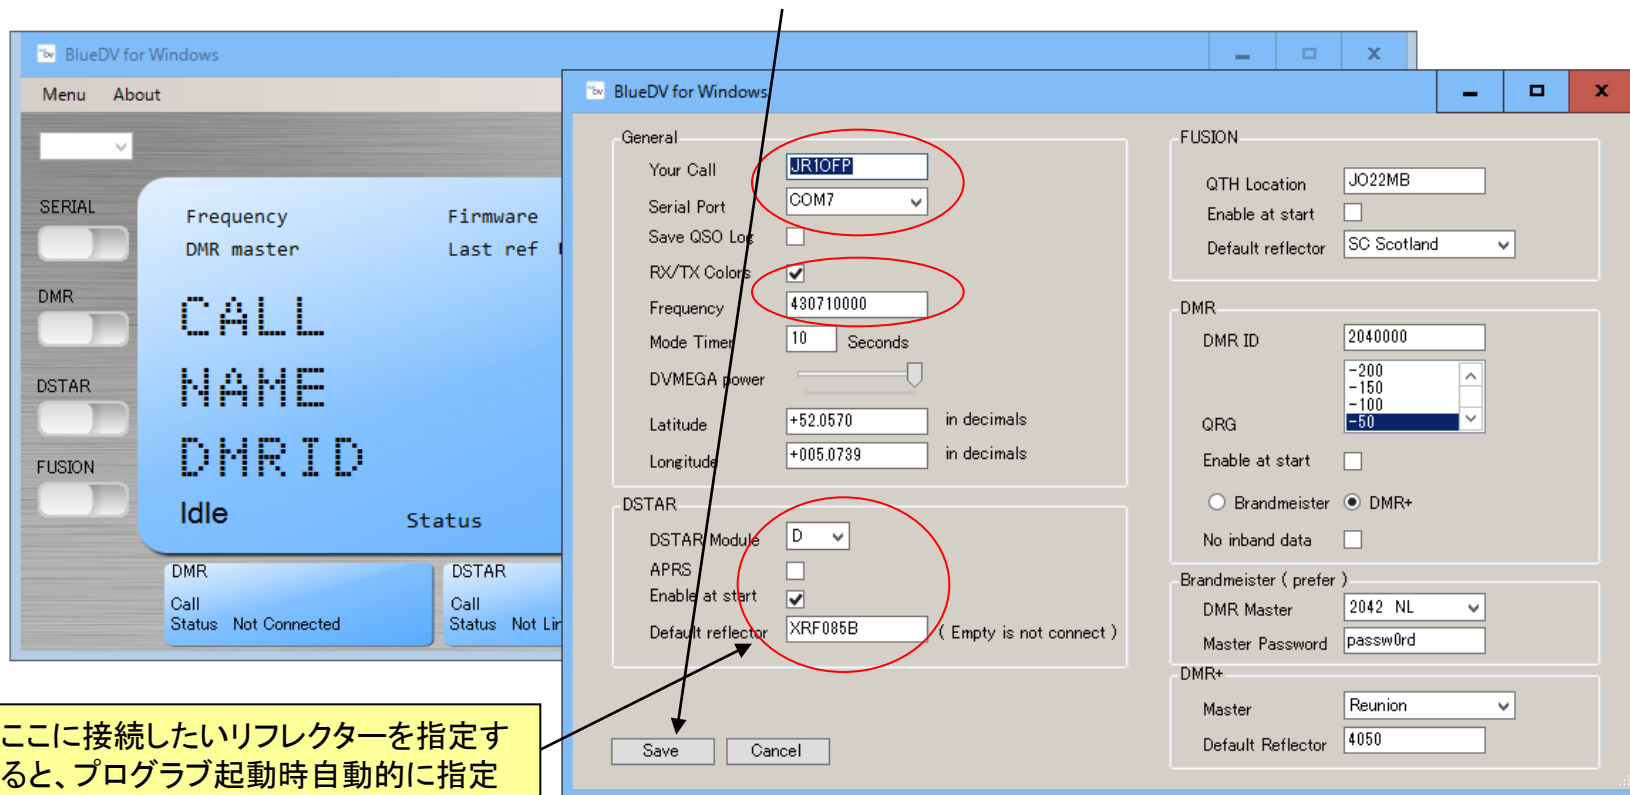 BlueDV for Windows
Menu About
SERIAL
DMR
DSTAR
FUSION
Frequency Firmware
DMR master Last ref
CALL
NAME
DMRID
Idle Status
DMR
Call
Status Not Connected
DSTAR
Call
Status Not
BlueDV for Windows
General
Your Call JR1OFP
Serial Port COM7
Save QSO Log
RX/TX Colors
Frequency 430710000
Mode Timer 10 Seconds
DVMEGA power
Latitude +52.0570 in decimals
Longitude +005.0739 in decimals
DSTAR
DSTAR Module D
APRS
Enable at start
Default reflector XRF085B ( Empty is not connect )
Save Cancel
FUSION
QTH Location JO22MB
Enable at start
Default reflector SC Scotland
DMR
DMR ID 2040000
-200
-150
-100
QRG -50
Enable at start
Brandmeister DMR+
No inband data
Brandmeister ( prefer )
DMR Master 2042 NL
Master Password passw0rd
DMR+
Master Reunion
Default Reflector 4050
ここに接続したいリフレクターを指定す
ると、プログラブ起動時自動的に指定